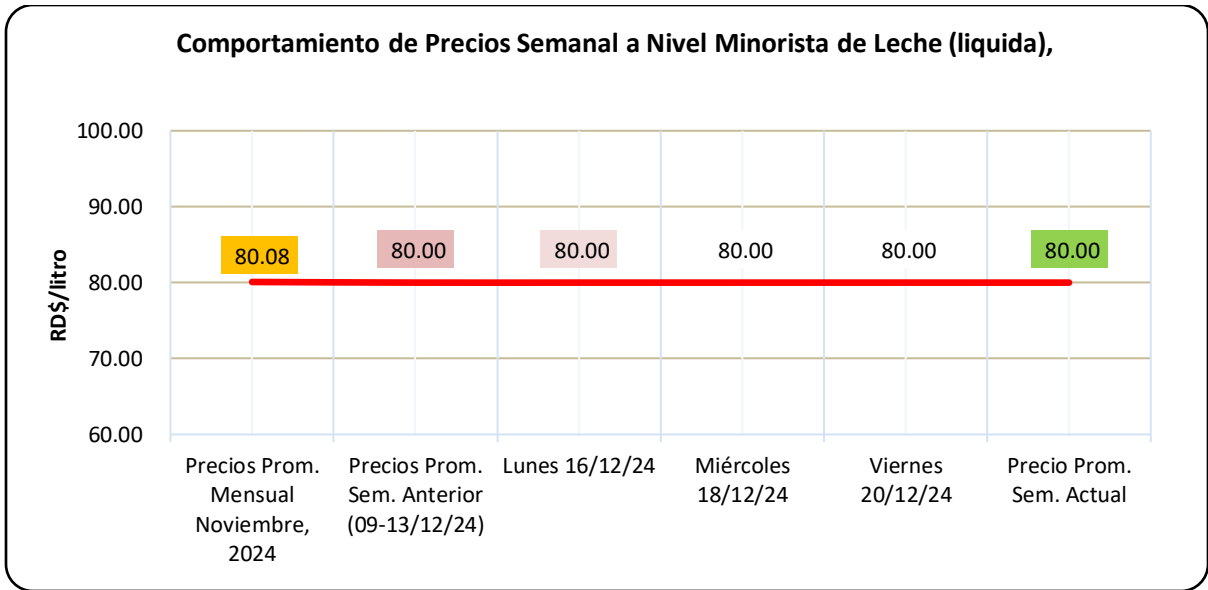 Comportamiento de Precios Semanal a Nivel Minorista de Leche (liquida),
RD$/litro
100.00
90.00
80.00
70.00
60.00
80.08
80.00
80.00
80.00
80.00
80.00
Precios Prom.
Mensual
Noviembre,
2024
Precios Prom.
Sem. Anterior
(09-13/12/24)
Lunes 16/12/24
Miércoles
18/12/24
Viernes
20/12/24
Precio Prom.
Sem. Actual